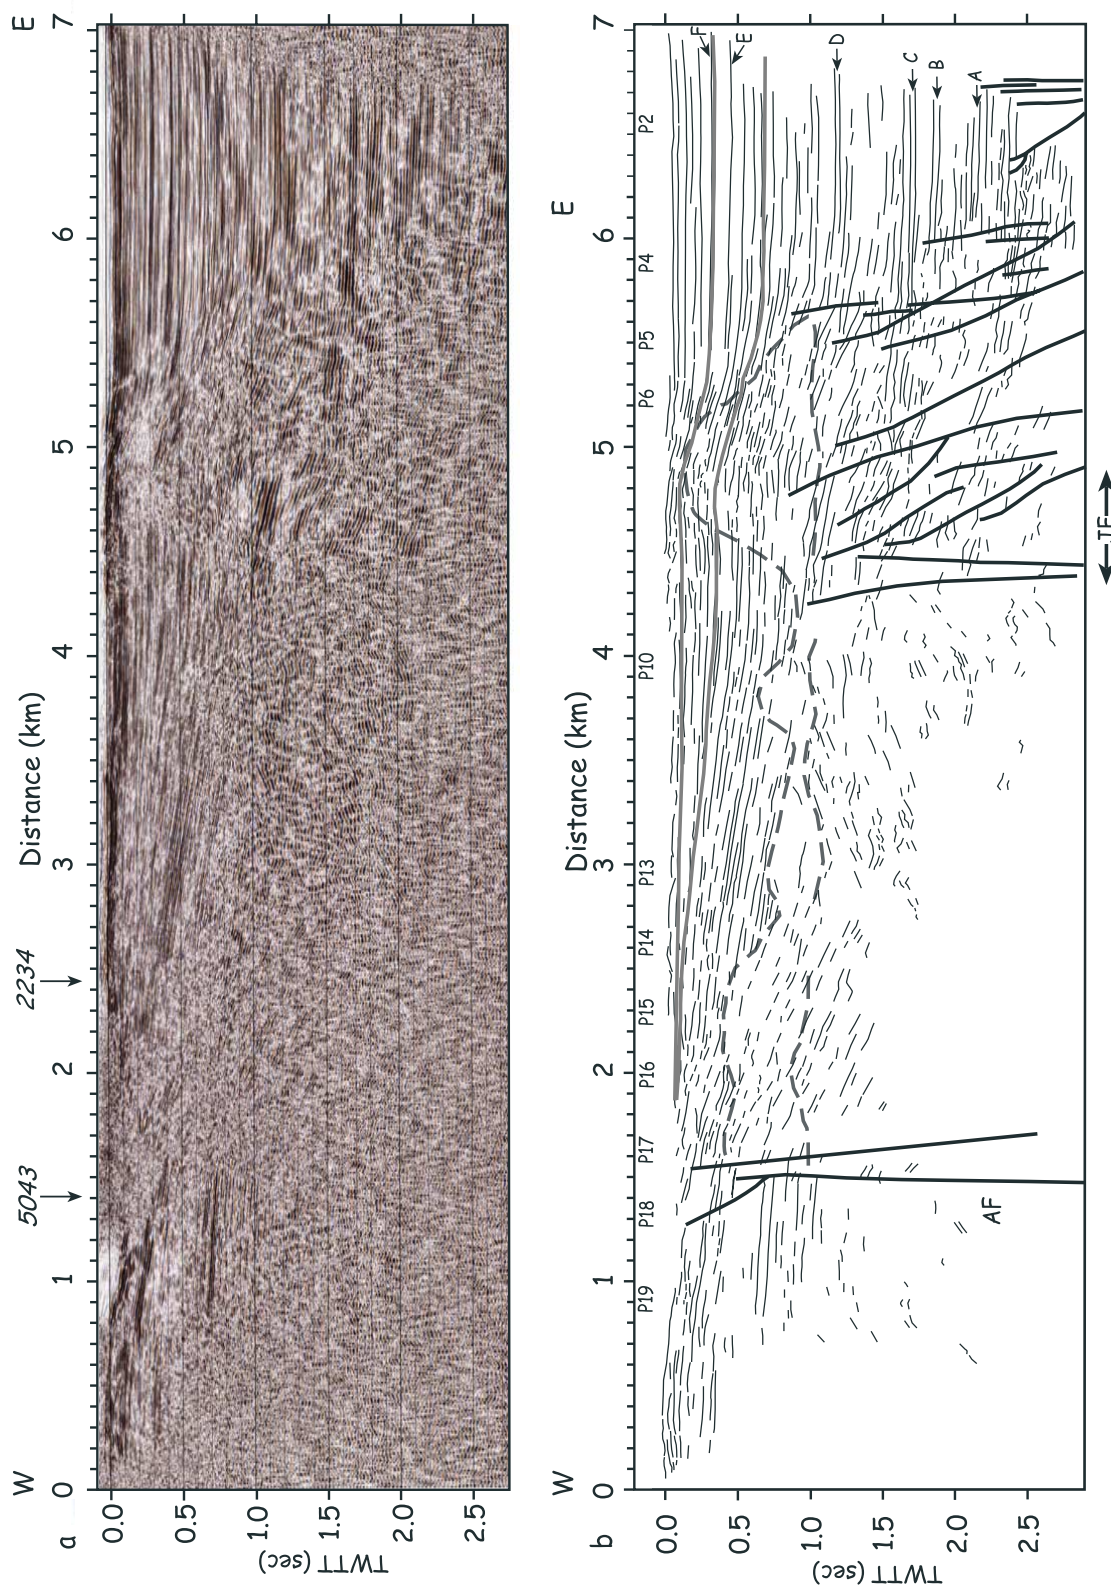 a
W
E
Distance (km)
0 1 2 3 4 5 6 7
5043
2234
TWTT (sec)
0.0
0.5
1.0
1.5
2.0
2.5
b
W
E
Distance (km)
0 1 2 3 4 5 6 7
P19 P18 P17 P16 P15 P14 P13 P10 P6 P5 P4 P2
F
E
D
C
B
A
AF
TF
TWTT (sec)
0.0
0.5
1.0
1.5
2.0
2.5